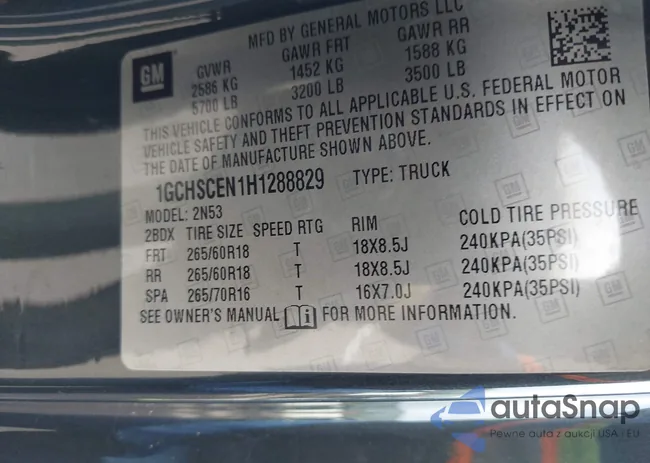 MFD BY GENERAL MOTORS LLC
GM
GVWR GAWR FRT GAWR RR
2586 KG 1452 KG 1588 KG
5700 LB 3200 LB 3500 LB
THIS VEHICLE CONFORMS TO ALL APPLICABLE U.S. FEDERAL MOTOR
VEHICLE SAFETY AND THEFT PREVENTION STANDARDS IN EFFECT ON
THE DATE OF MANUFACTURE SHOWN ABOVE.
1GCHSCEN1H1288829 TYPE: TRUCK
MODEL: 2N53
2BDX TIRE SIZE SPEED RTG RIM COLD TIRE PRESSURE
FRT 265/60R18 T 18X8.5J 240KPA(35PSI)
RR 265/60R18 T 18X8.5J 240KPA(35PSI)
SPA 265/70R16 T 16X7.0J 240KPA(35PSI)
SEE OWNER'S MANUAL i FOR MORE INFORMATION.
autaSnap
Pewne auta z aukcji USA i EU